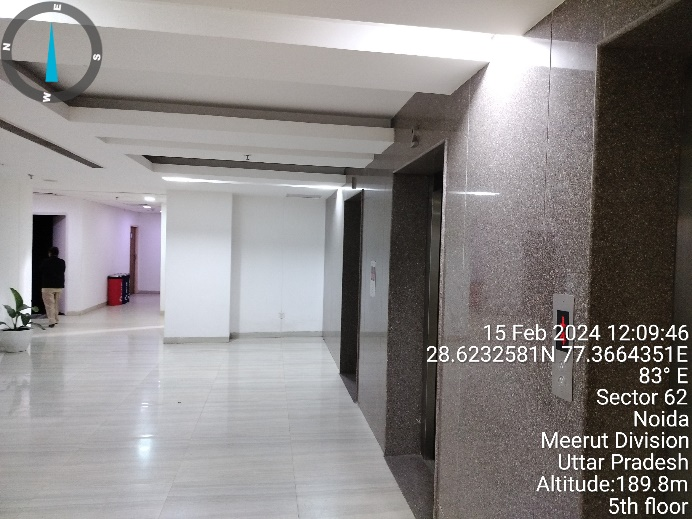 E
N
S
W
15 Feb 2024 12:09:46
28.6232581N 77.3664351E
83° E
Sector 62
Noida
Meerut Division
Uttar Pradesh
Altitude:189.8m
5th floor